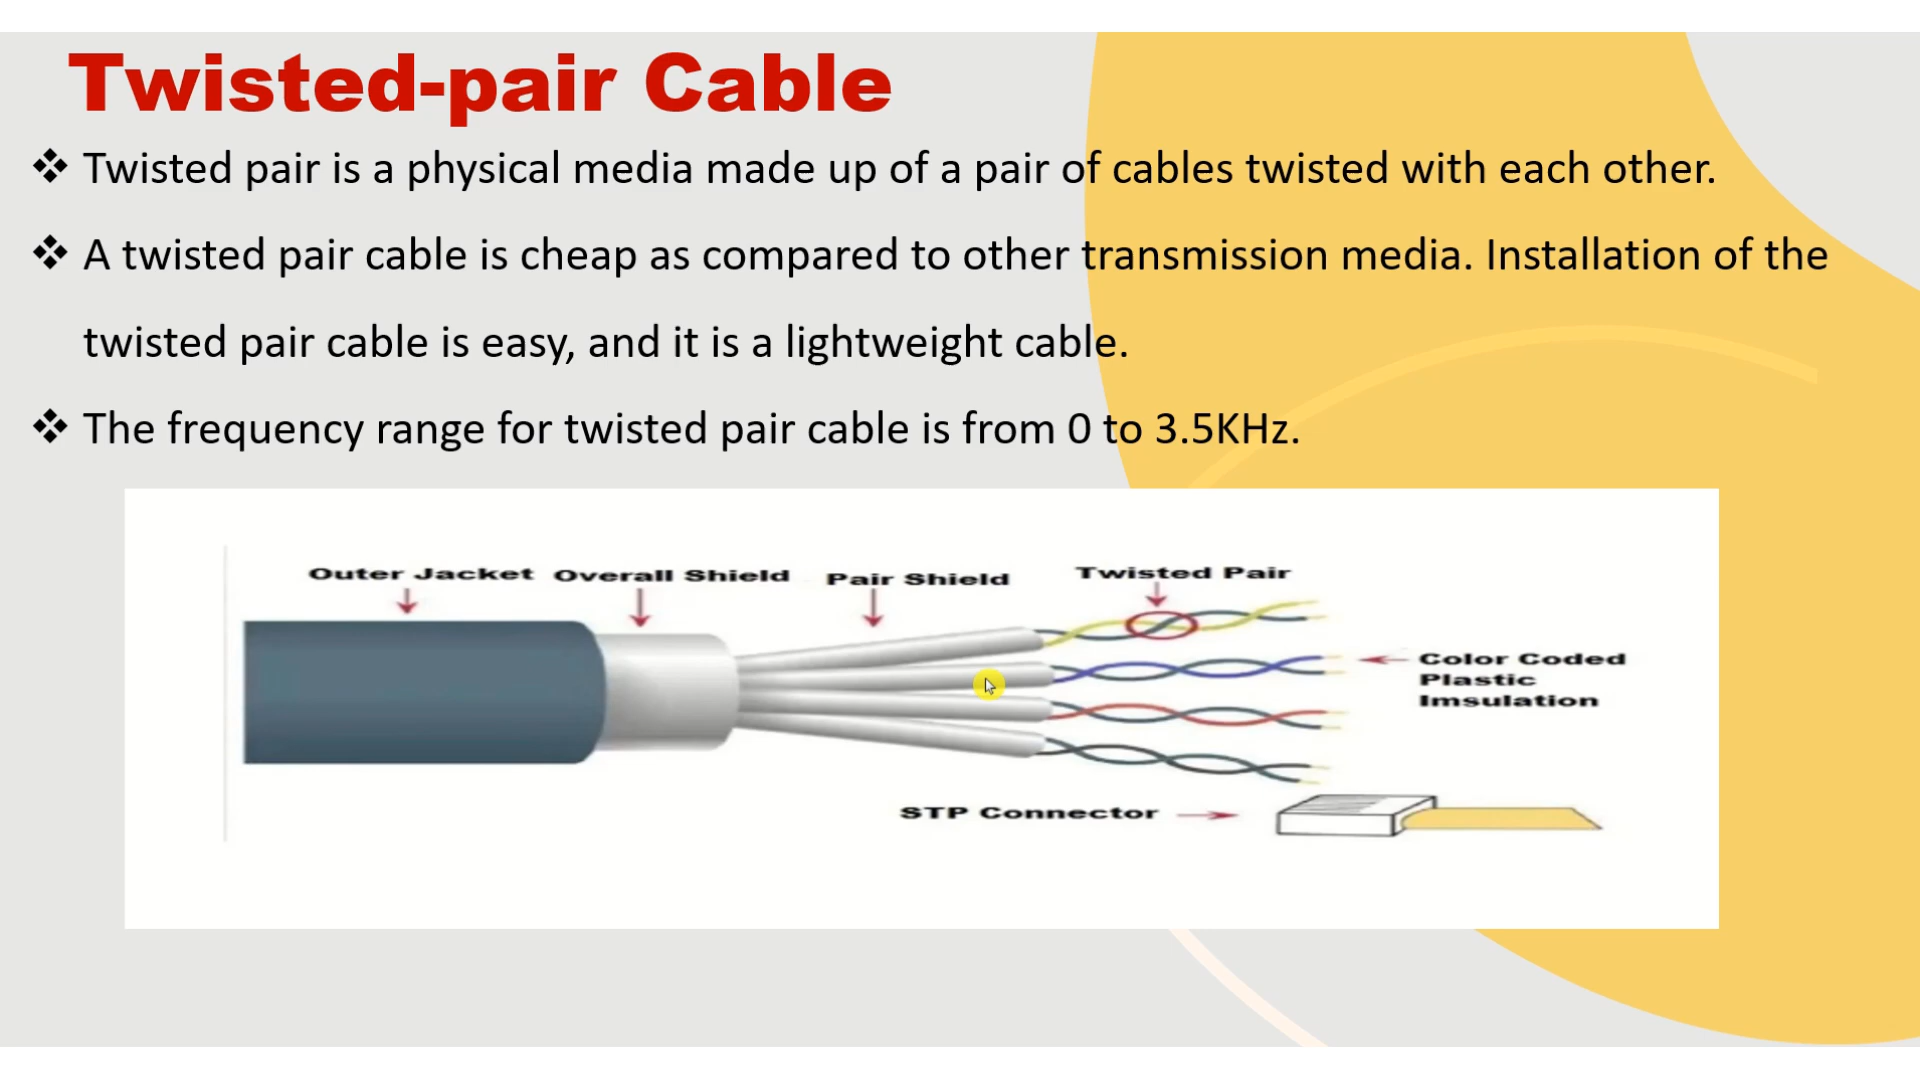 Twisted-pair Cable
❖ Twisted pair is a physical media made up of a pair of cables twisted with each other.
❖ A twisted pair cable is cheap as compared to other transmission media. Installation of the
twisted pair cable is easy, and it is a lightweight cable.
❖ The frequency range for twisted pair cable is from 0 to 3.5KHz.
Outer Jacket Overall Shield Pair Shield Twisted Pair
Color Coded
Plastic
Imsulation
STP Connector